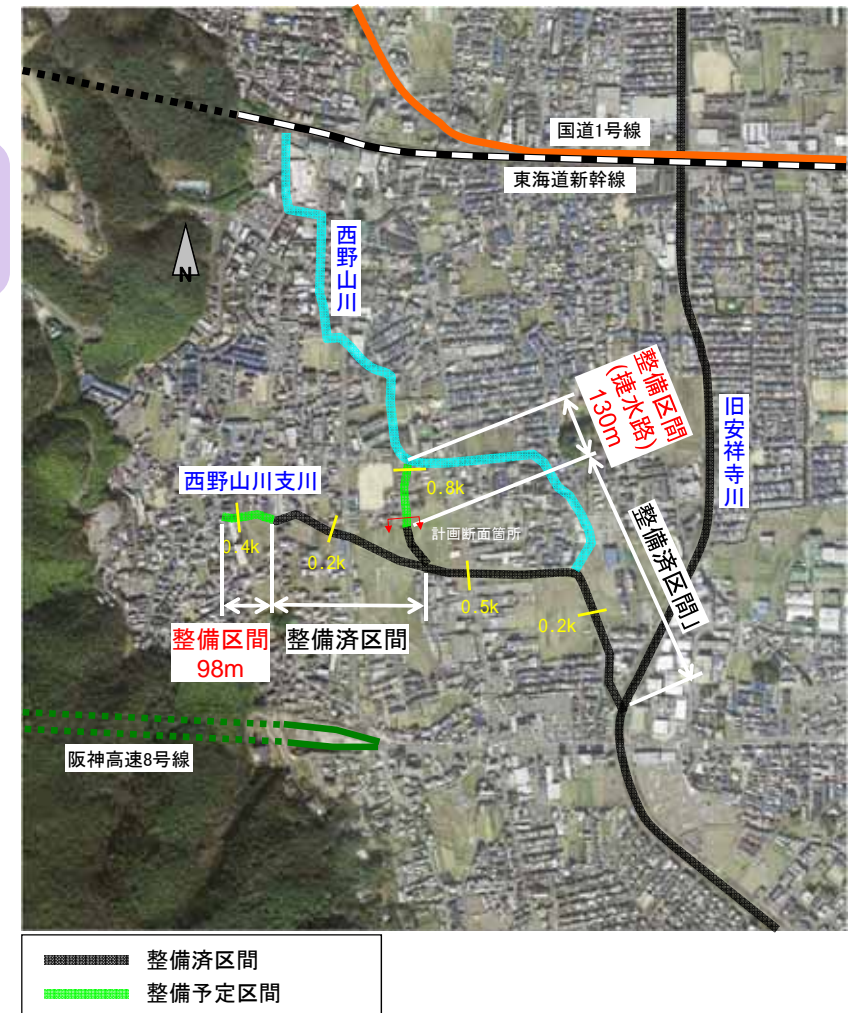 国道1号線
東海道新幹線
N
西野山川
整備区間
(捷水路)
130m
旧安祥寺川
西野山川支川
0.8k
計画断面箇所
0.4k
0.2k
整備済区間」
0.5k
0.2k
整備区間
98m
整備済区間
阪神高速8号線
整備済区間
整備予定区間